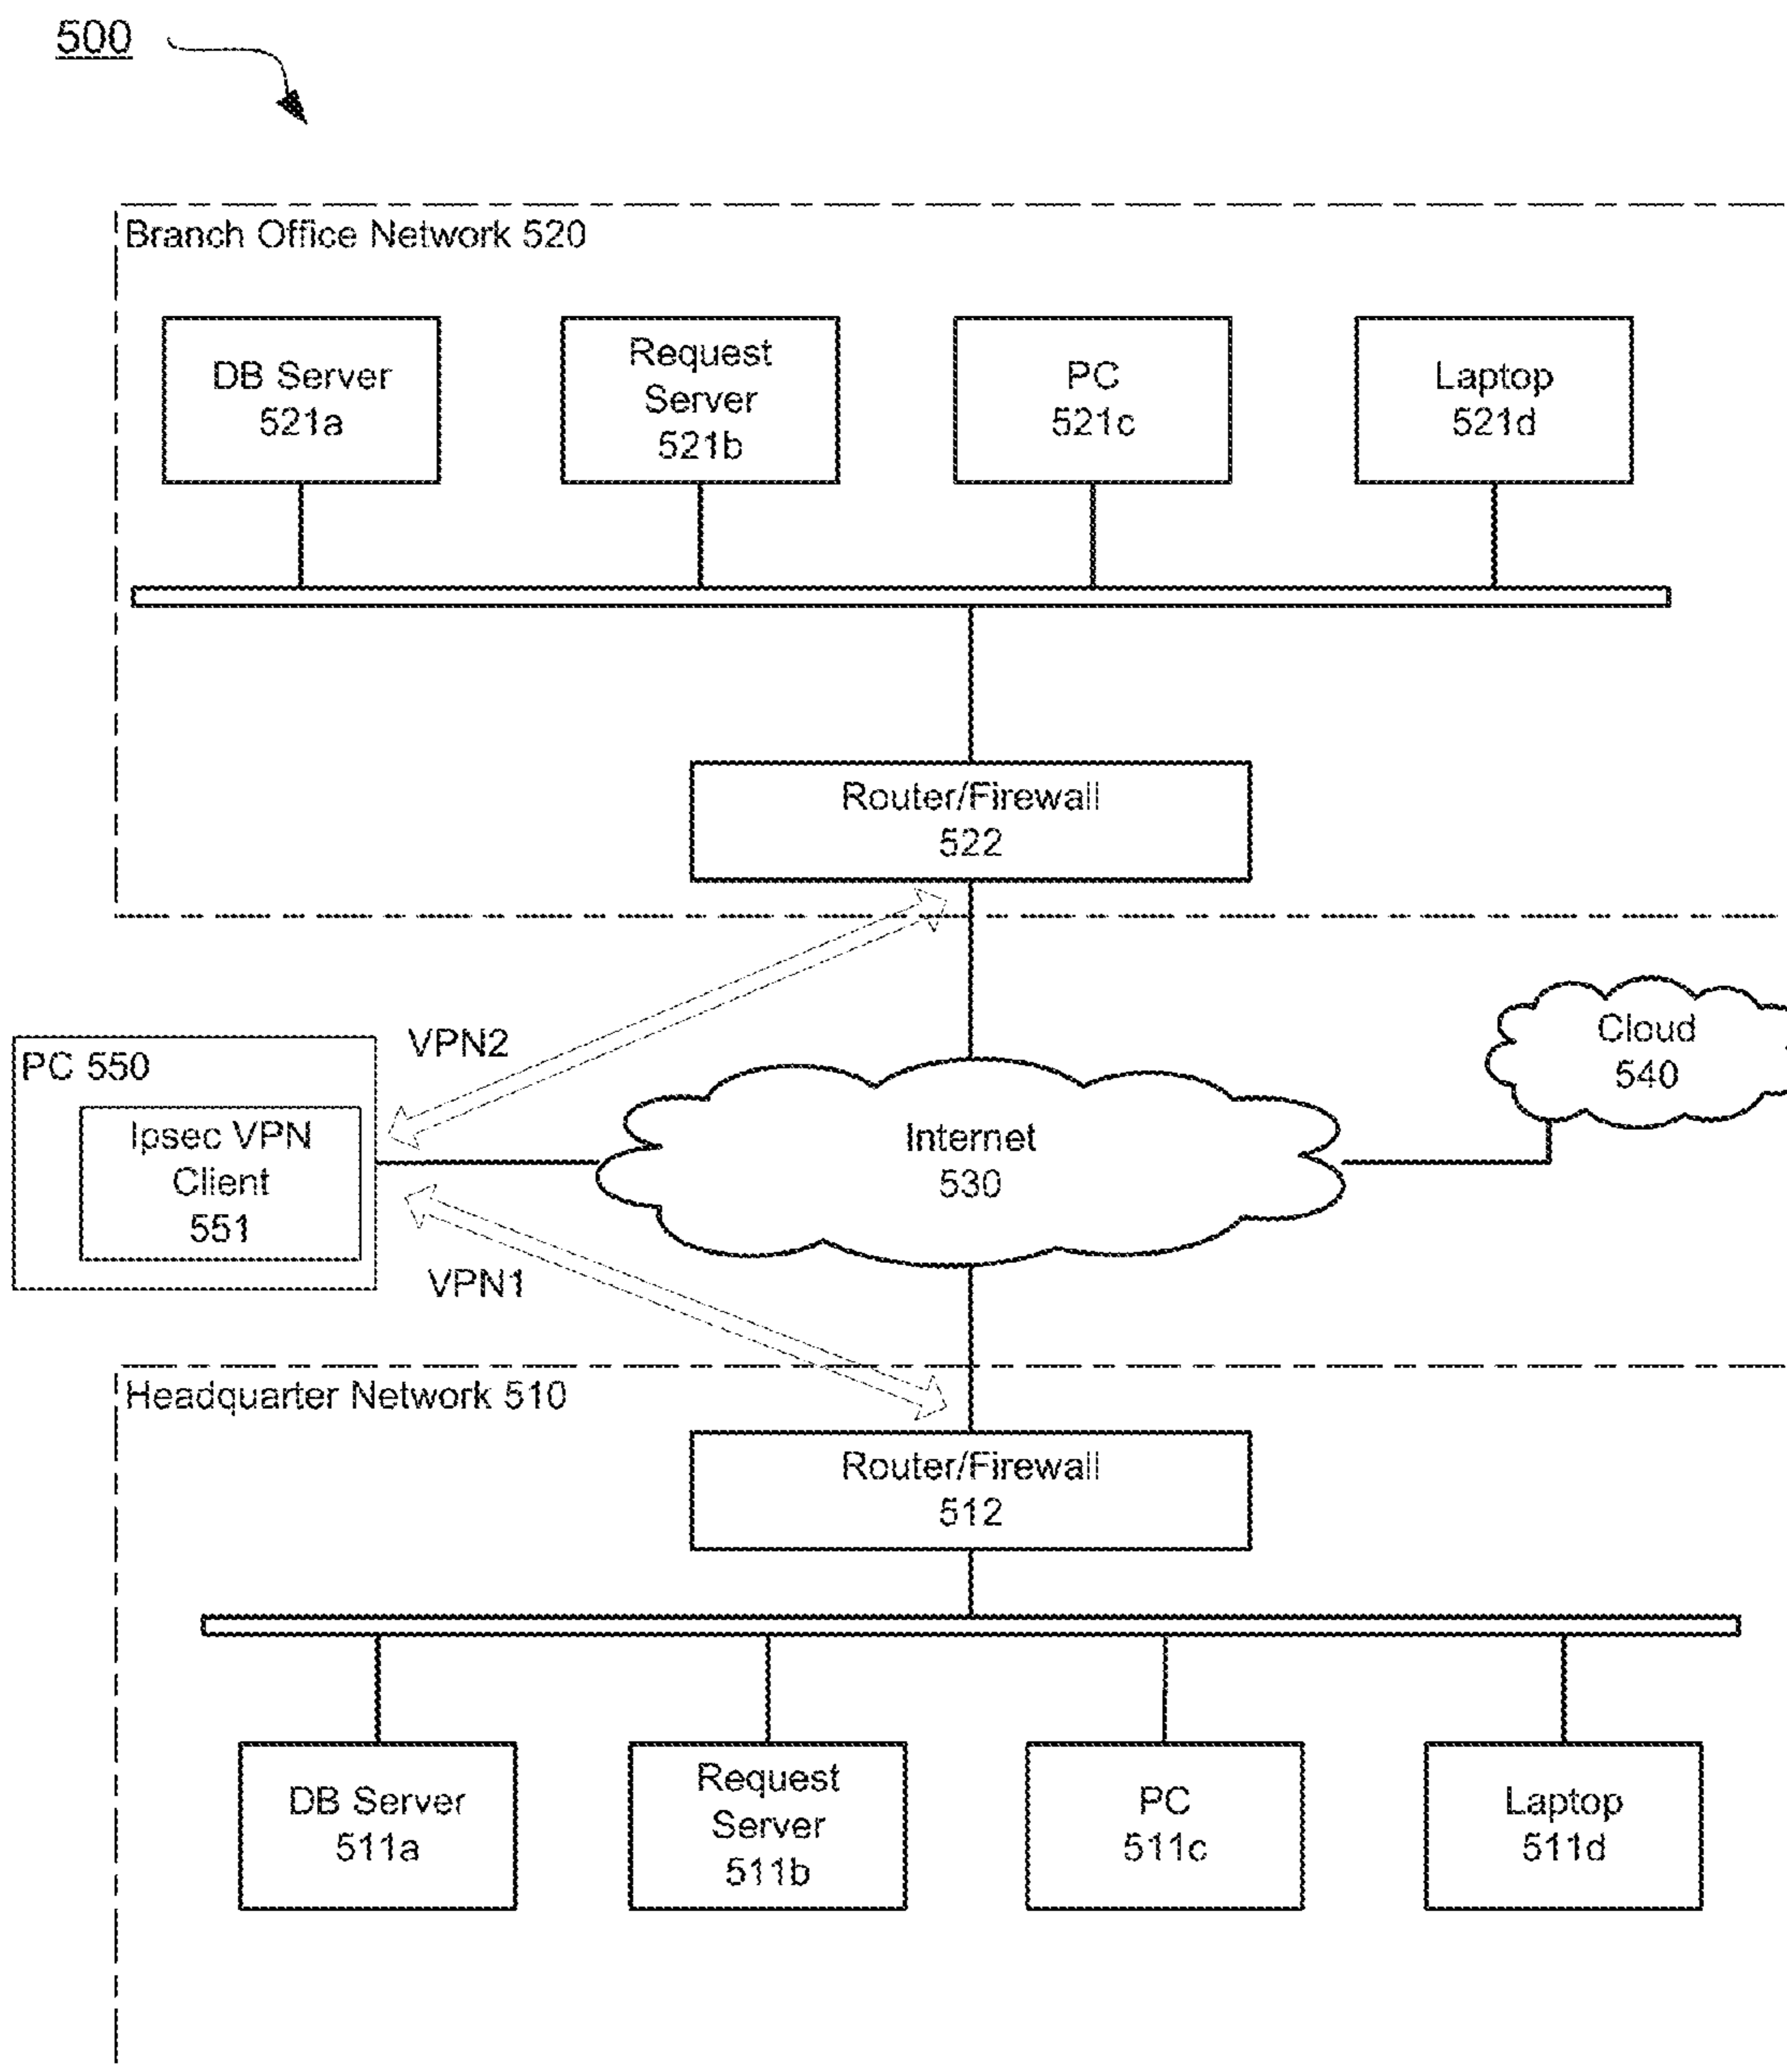 500
Branch Office Network 520
DB Server
521a
Request
Server
521b
PC
521c
Laptop
521d
Router/Firewall
522
VPN2
Cloud
540
PC 550
Ipsec VPN
Client
551
Internet
530
VPN1
Headquarter Network 510
Router/Firewall
512
DB Server
511a
Request
Server
511b
PC
511c
Laptop
511d